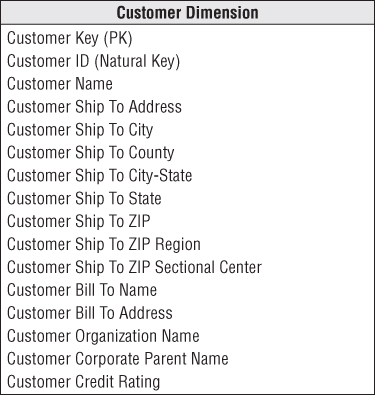 Customer Dimension
Customer Key (PK)
Customer ID (Natural Key)
Customer Name
Customer Ship To Address
Customer Ship To City
Customer Ship To County
Customer Ship To City-State
Customer Ship To State
Customer Ship To ZIP
Customer Ship To ZIP Region
Customer Ship To ZIP Sectional Center
Customer Bill To Name
Customer Bill To Address
Customer Organization Name
Customer Corporate Parent Name
Customer Credit Rating